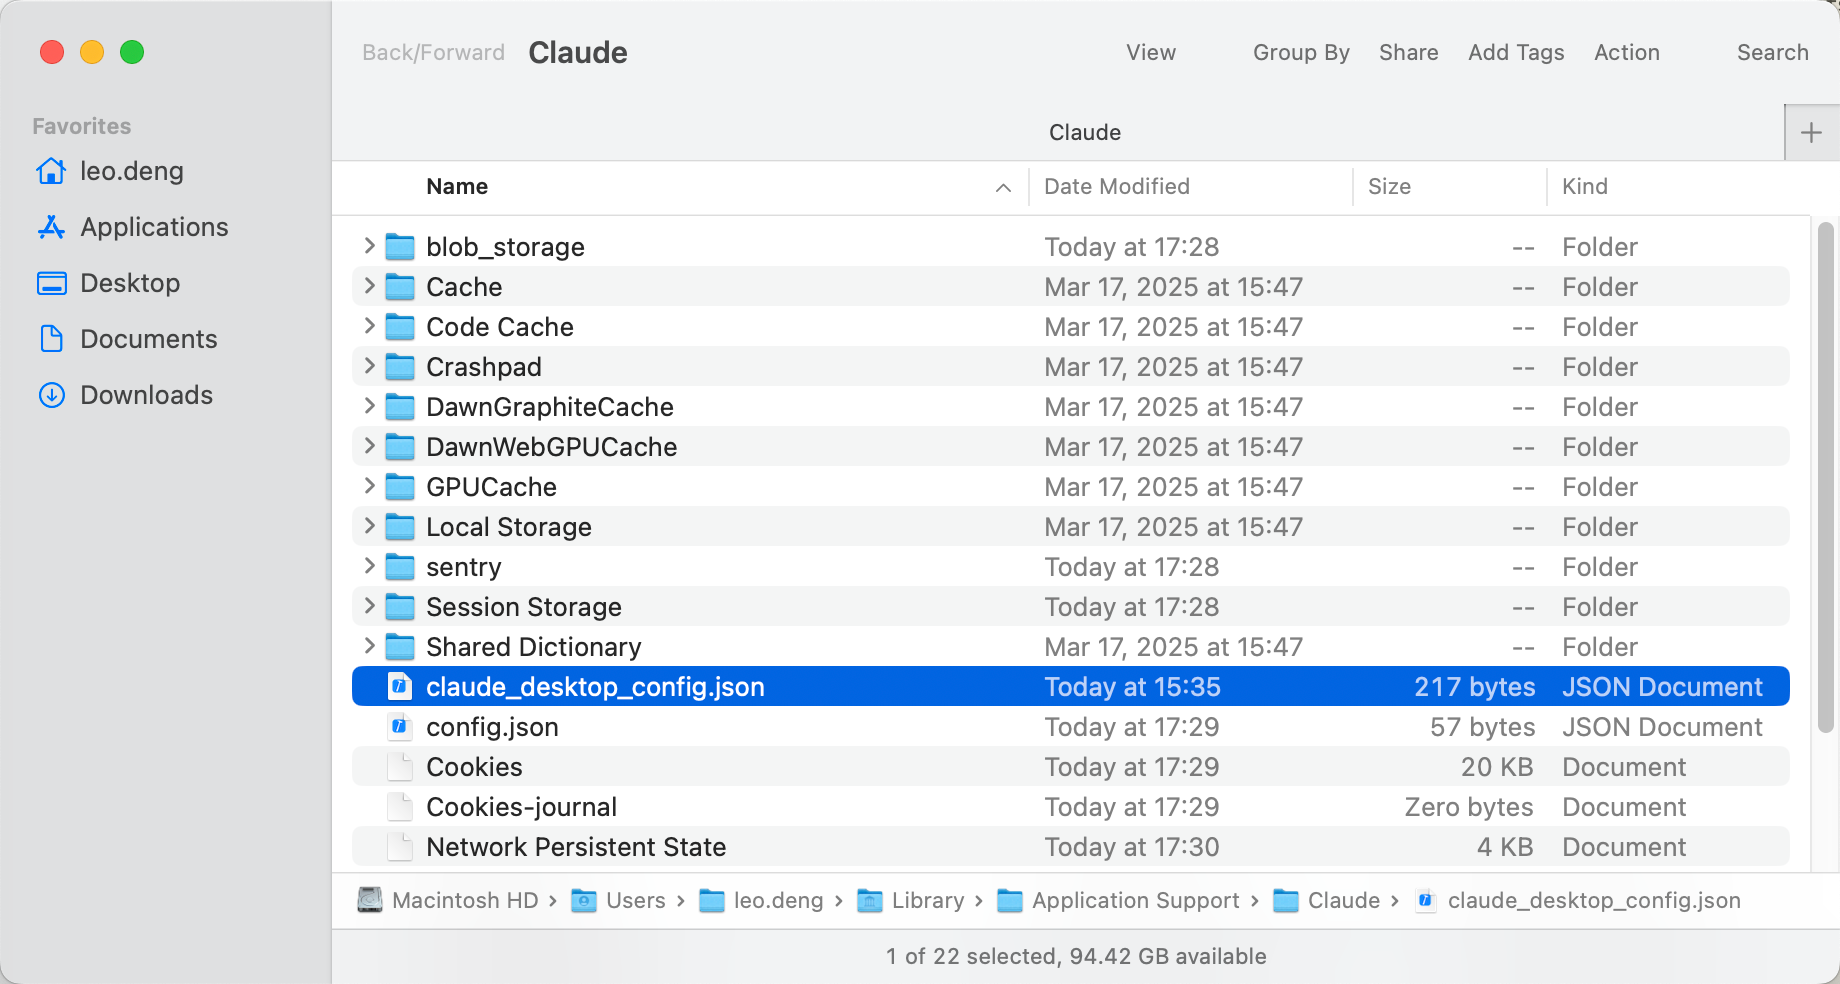 Back/Forward Claude View Group By Share Add Tags Action Search
Favorites
leo.deng
Applications
Desktop
Documents
Downloads
Claude
Name Date Modified Size Kind
blob_storage Today at 17:28 -- Folder
Cache Mar 17, 2025 at 15:47 -- Folder
Code Cache Mar 17, 2025 at 15:47 -- Folder
Crashpad Mar 17, 2025 at 15:47 -- Folder
DawnGraphiteCache Mar 17, 2025 at 15:47 -- Folder
DawnWebGPUCache Mar 17, 2025 at 15:47 -- Folder
GPUCache Mar 17, 2025 at 15:47 -- Folder
Local Storage Mar 17, 2025 at 15:47 -- Folder
sentry Today at 17:28 -- Folder
Session Storage Today at 17:28 -- Folder
Shared Dictionary Mar 17, 2025 at 15:47 -- Folder
claude_desktop_config.json Today at 15:35 217 bytes JSON Document
config.json Today at 17:29 57 bytes JSON Document
Cookies Today at 17:29 20 KB Document
Cookies-journal Today at 17:29 Zero bytes Document
Network Persistent State Today at 17:30 4 KB Document
Macintosh HD › Users › leo.deng › Library › Application Support › Claude › claude_desktop_config.json
1 of 22 selected, 94.42 GB available